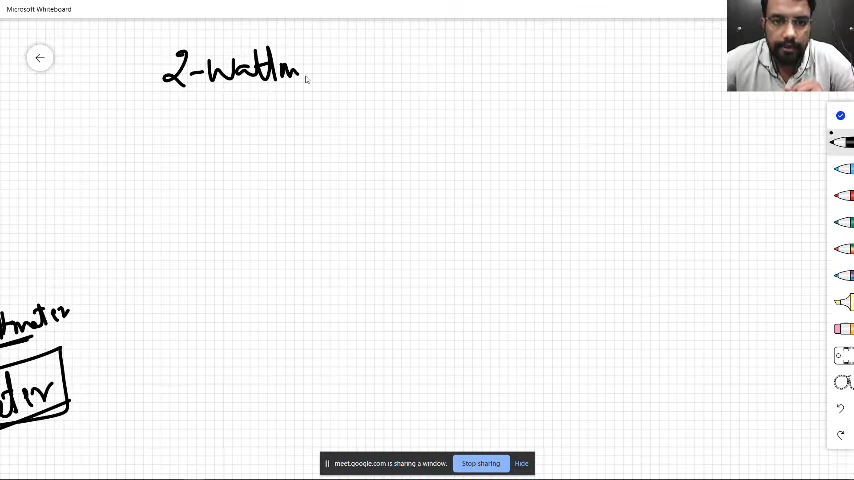 Microsoft Whiteboard
2-Wattm
meet.google.com is sharing a window.
Stop sharing
Hide